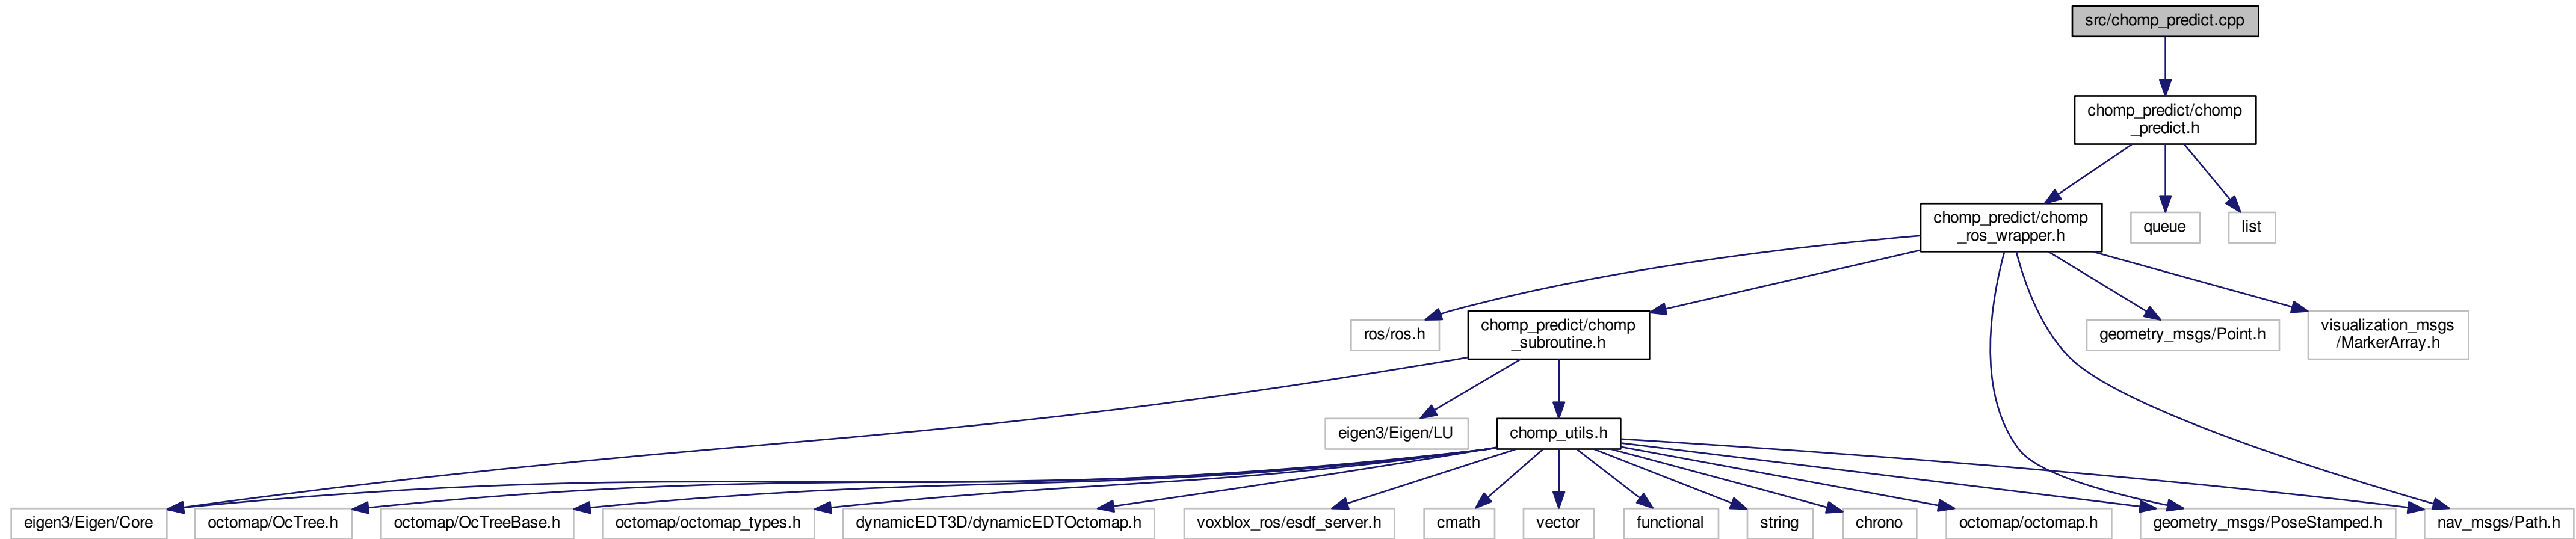 src/chomp_predict.cpp
chomp_predict/chomp
_predict.h
chomp_predict/chomp
_ros_wrapper.h
queue
list
ros/ros.h
chomp_predict/chomp
_subroutine.h
geometry_msgs/Point.h
visualization_msgs
/MarkerArray.h
eigen3/Eigen/LU
chomp_utils.h
eigen3/Eigen/Core
octomap/OcTree.h
octomap/OcTreeBase.h
octomap/octomap_types.h
dynamicEDT3D/dynamicEDTOctomap.h
voxblox_ros/esdf_server.h
cmath
vector
functional
string
chrono
octomap/octomap.h
geometry_msgs/PoseStamped.h
nav_msgs/Path.h